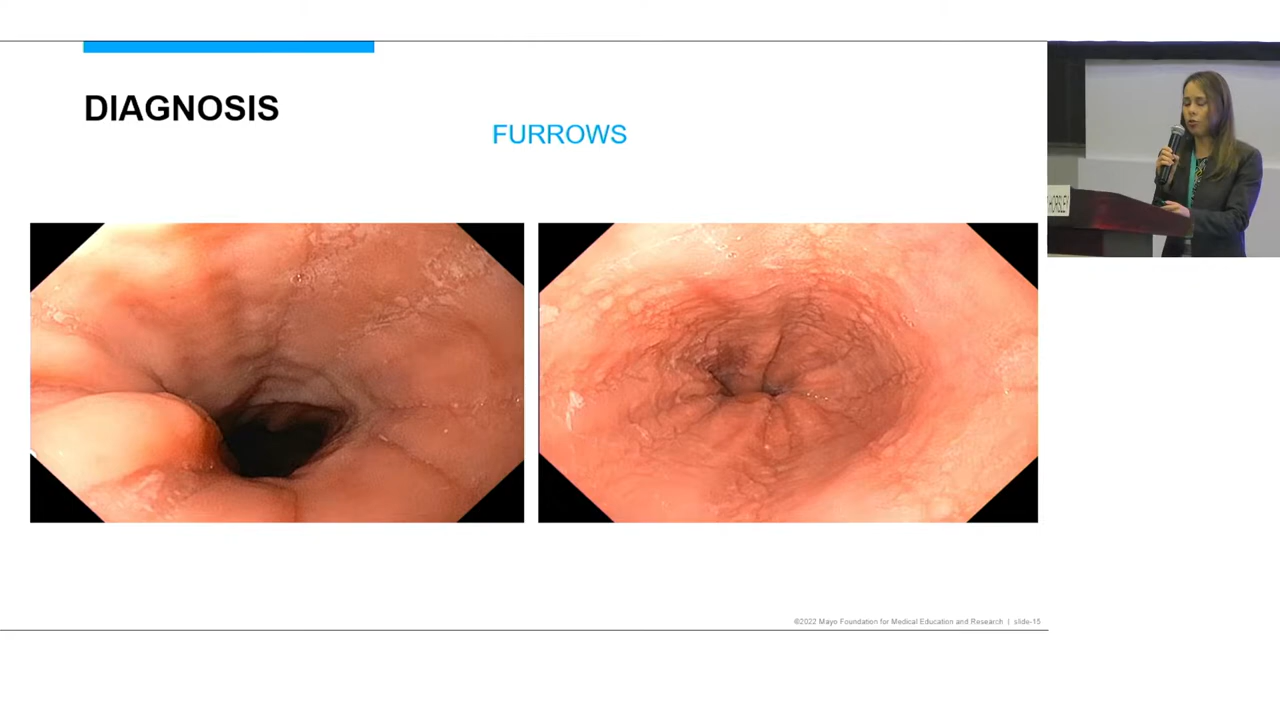 DIAGNOSIS
FURROWS
©2022 Mayo Foundation for Medical Education and Research | slide-15